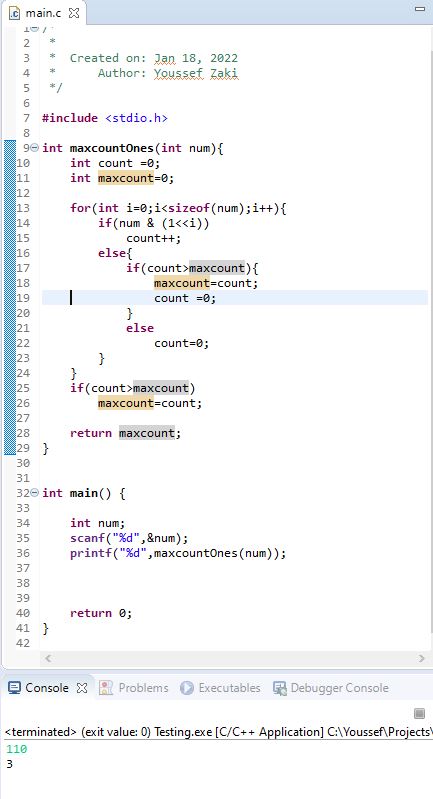 main.c
1 /*
2 *
3 * Created on: Jan 18, 2022
4 * Author: Youssef Zaki
5 */
6
7 #include <stdio.h>
8
9 int maxcountOnes(int num){
10 int count =0;
11 int maxcount=0;
12
13 for(int i=0;i<sizeof(num);i++){
14 if(num & (1<<i))
15 count++;
16 else{
17 if(count>maxcount){
18 maxcount=count;
19 count =0;
20 }
21 else
22 count=0;
23 }
24 }
25 if(count>maxcount)
26 maxcount=count;
27
28 return maxcount;
29 }
30
31
32 int main() {
33
34 int num;
35 scanf("%d",&num);
36 printf("%d",maxcountOnes(num));
37
38
39
40 return 0;
41 }
42
Console Problems Executables Debugger Console
<terminated> (exit value: 0) Testing.exe [C/C++ Application] C:\Youssef\Projects\
110
3